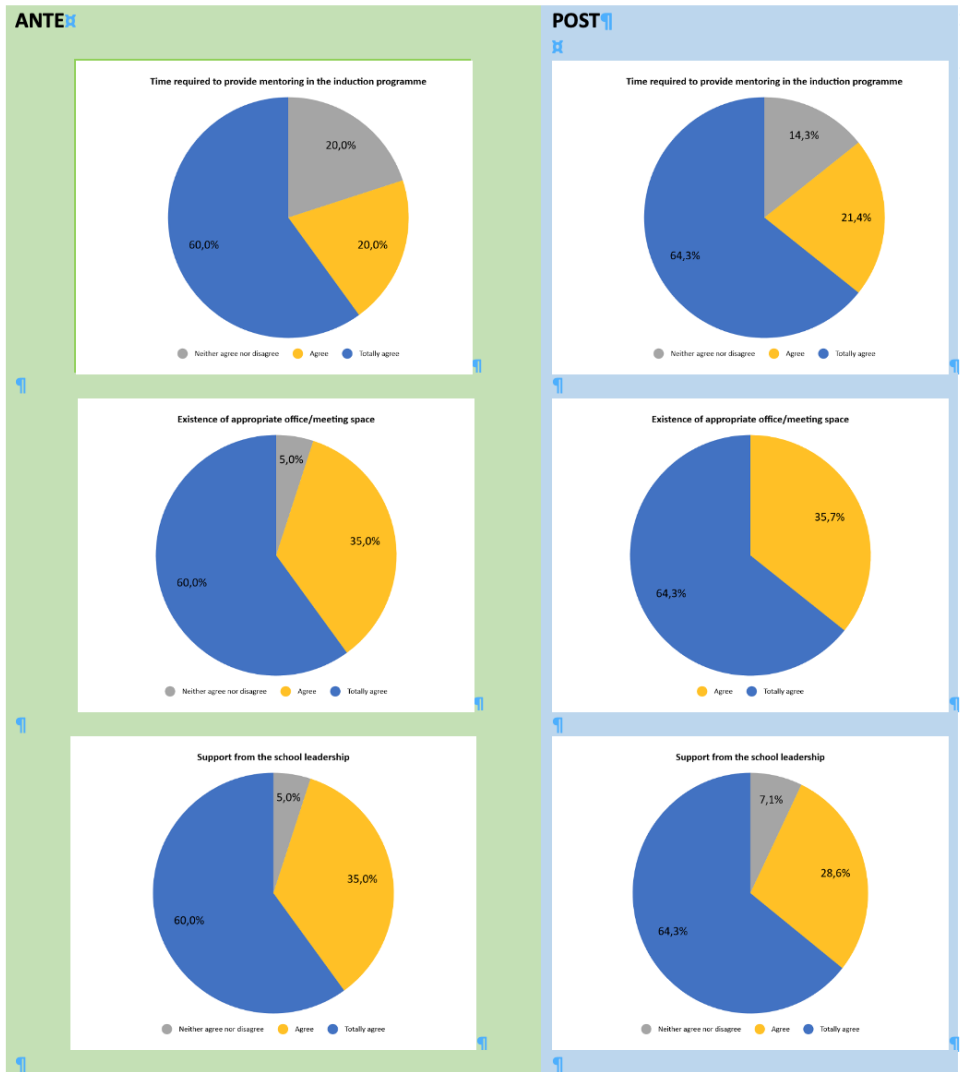 ANTE¤
Time required to provide mentoring in the induction programme
20,0%
20,0%
60,0%
Neither agree nor disagree Agree Totally agree
¶
¶
Existence of appropriate office/meeting space
5,0%
35,0%
60,0%
Neither agree nor disagree Agree Totally agree
¶
¶
Support from the school leadership
5,0%
35,0%
60,0%
Neither agree nor disagree Agree Totally agree
¶
¶
POST¶
¤
Time required to provide mentoring in the induction programme
14,3%
21,4%
64,3%
Neither agree nor disagree Agree Totally agree
¶
¶
Existence of appropriate office/meeting space
35,7%
64,3%
Agree Totally agree
¶
¶
Support from the school leadership
7,1%
28,6%
64,3%
Neither agree nor disagree Agree Totally agree
¶
¶